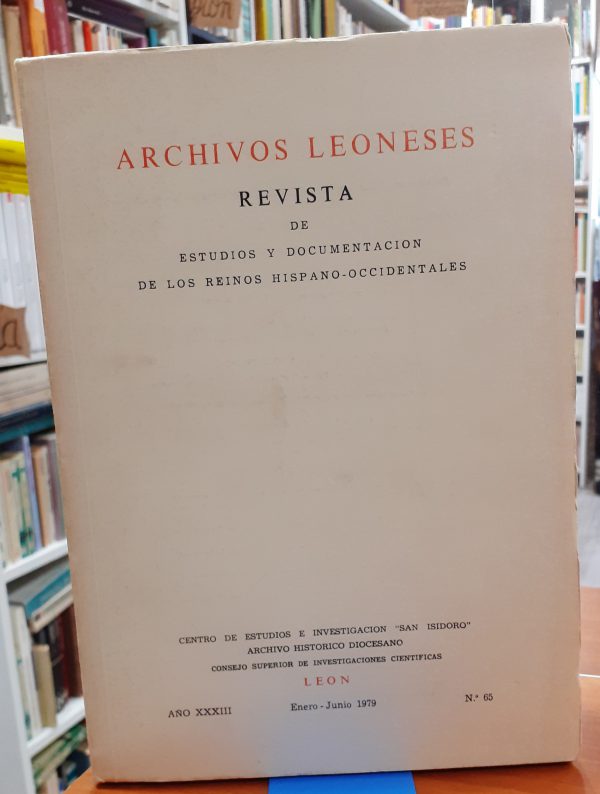 ARCHIVOS LEONESES
REVISTA
DE
ESTUDIOS Y DOCUMENTACION
DE LOS REINOS HISPANO-OCCIDENTALES
CENTRO DE ESTUDIOS E INVESTIGACION "SAN ISIDORO"
ARCHIVO HISTORICO DIOCESANO
CONSEJO SUPERIOR DE INVESTIGACIONES CIENTIFICAS
LEON
AÑO XXXIII Enero - Junio 1979 N.º 65